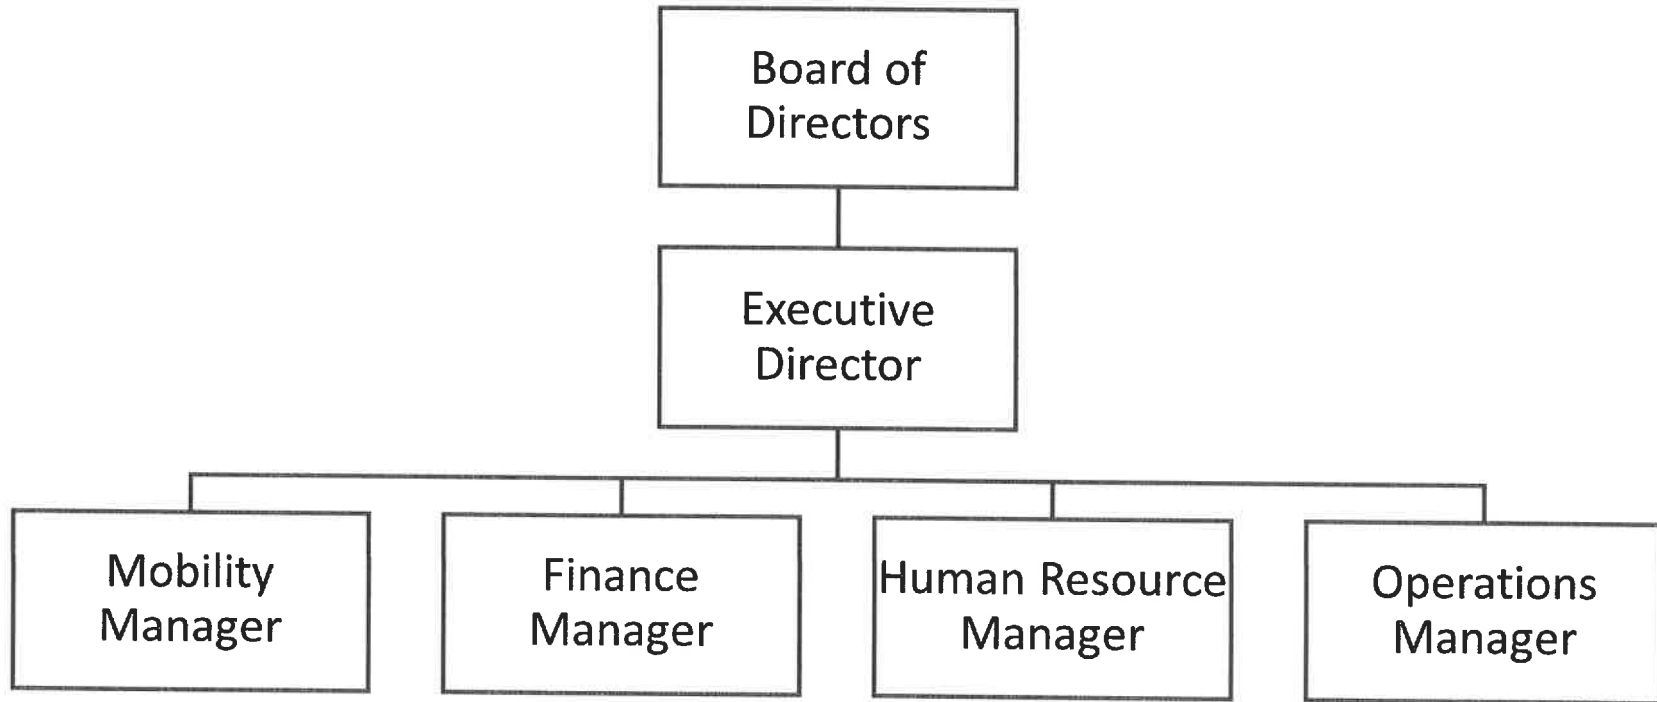 Board of
Directors
Executive
Director
Mobility
Manager
Finance
Manager
Human Resource
Manager
Operations
Manager